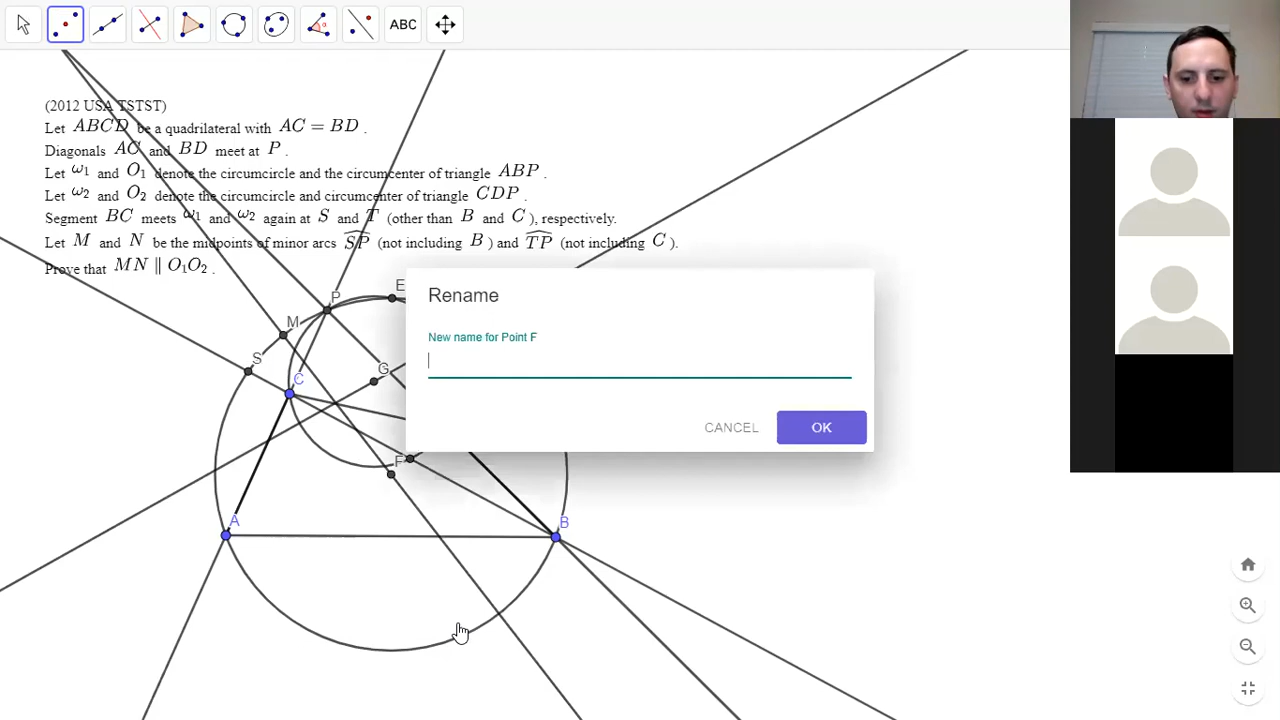 ABC
(2012 USA TSTST)
Let ABCD be a quadrilateral with AC = BD .
Diagonals AC and BD meet at P .
Let ω₁ and O₁ denote the circumcircle and the circumcenter of triangle ABP .
Let ω₂ and O₂ denote the circumcircle and circumcenter of triangle CDP .
Segment BC meets ω₁ and ω₂ again at S and T (other than B and C ), respectively.
Let M and N be the midpoints of minor arcs SP (not including B ) and TP (not including C ).
Prove that MN ∥ O₁O₂ .
P
E
M
S
C
G
F
A
B
Rename
New name for Point F
CANCEL
OK